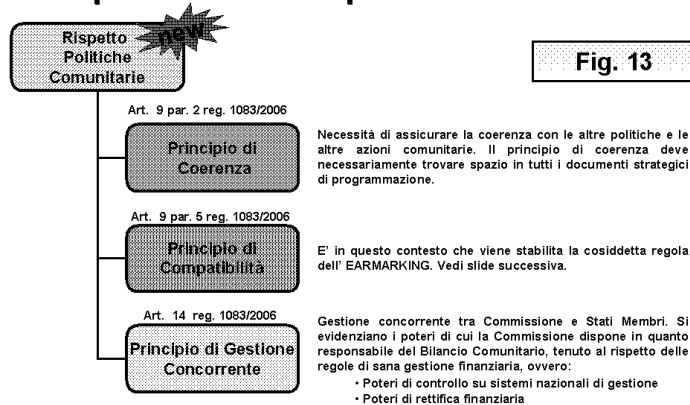 new
Rispetto
Politiche
Comunitarie
Fig. 13
Art. 9 par. 2 reg. 1083/2006
Principio di
Coerenza
Necessità di assicurare la coerenza con le altre politiche e le
altre azioni comunitarie. Il principio di coerenza deve
necessariamente trovare spazio in tutti i documenti strategici
di programmazione.
Art. 9 par. 5 reg. 1083/2006
Principio di
Compatibilità
E' in questo contesto che viene stabilita la cosiddetta regola
dell' EARMARKING. Vedi slide successiva.
Art. 14 reg. 1083/2006
Principio di Gestione
Concorrente
Gestione concorrente tra Commissione e Stati Membri. Si
evidenziano i poteri di cui la Commissione dispone in quanto
responsabile del Bilancio Comunitario, tenuto al rispetto delle
regole di sana gestione finanziaria, ovvero:
• Poteri di controllo su sistemi nazionali di gestione
• Poteri di rettifica finanziaria